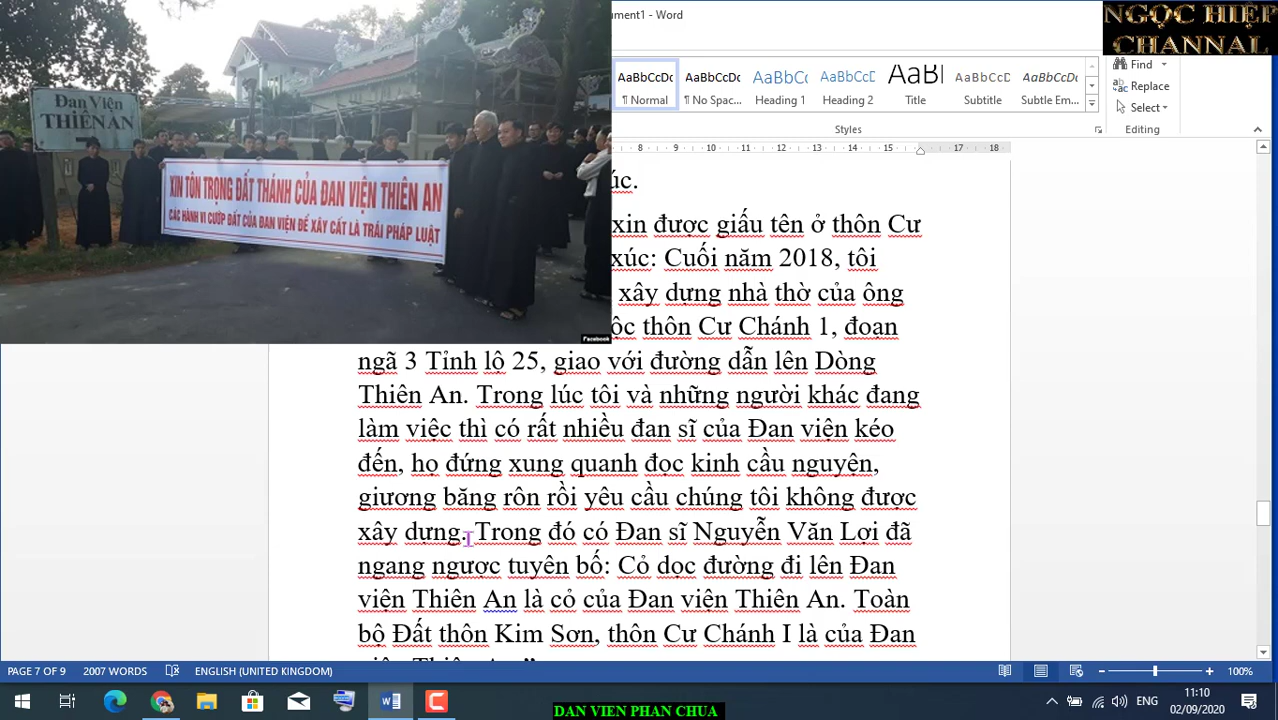 ument1 - Word
NGỌC HIỆP
CHANNAL
Đan Viện
THIÊN AN
XIN TÔN TRỌNG ĐẤT THÁNH CỦA ĐAN VIỆN THIÊN AN
CÁC HÀNH VI CƯỚP ĐẤT CỦA ĐAN VIỆN ĐỂ XÂY CẤT LÀ TRÁI PHÁP LUẬT
Facebook
AaBbCcDc AaBbCcDc AaBbCc AaBbCcE AaB AaBbCcD AaBbCcDc
¶ Normal ¶ No Spac... Heading 1 Heading 2 Title Subtitle Subtle Em...
Styles
Find
Replace
Select
Editing
8 9 10 11 12 13 14 15 17 18
úc.
xin được giấu tên ở thôn Cư
xúc: Cuối năm 2018, tôi
xây dựng nhà thờ của ông
ộc thôn Cư Chánh 1, đoạn
ngã 3 Tỉnh lộ 25, giao với đường dẫn lên Dòng
Thiên An. Trong lúc tôi và những người khác đang
làm việc thì có rất nhiều đan sĩ của Đan viện kéo
đến, họ đứng xung quanh đọc kinh cầu nguyện,
giương băng rôn rồi yêu cầu chúng tôi không được
xây dựng. Trong đó có Đan sĩ Nguyễn Văn Lợi đã
ngang ngược tuyên bố: Cỏ dọc đường đi lên Đan
viện Thiên An là cỏ của Đan viện Thiên An. Toàn
bộ Đất thôn Kim Sơn, thôn Cư Chánh I là của Đan
PAGE 7 OF 9 2007 WORDS ENGLISH (UNITED KINGDOM) 100%
ENG
11:10
02/09/2020
DAN VIEN PHAN CHUA